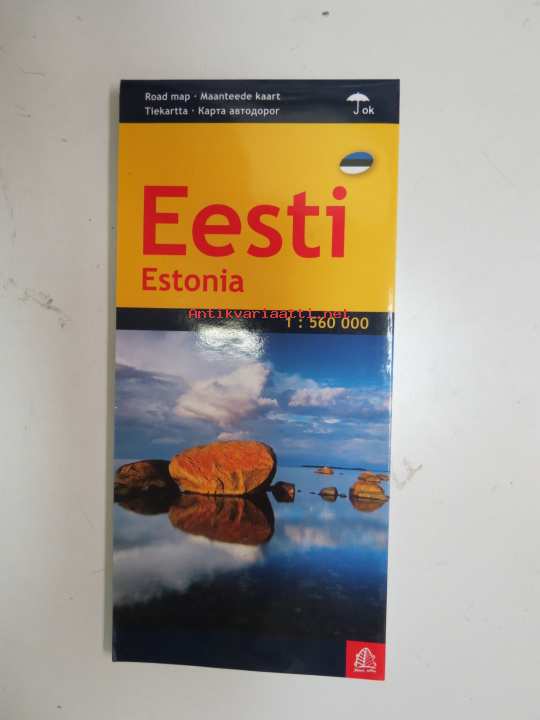 Road map · Maanteede kaart
Tiekartta · Карта автодорог
ok
Eesti
Estonia
Antikvariaatti.net
1 : 560 000